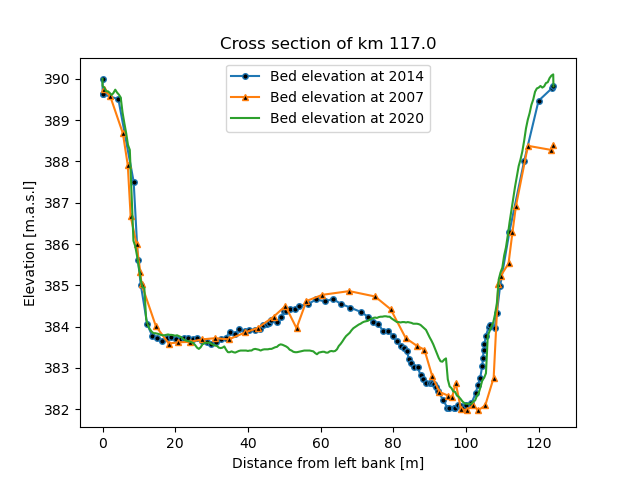 Cross section of km 117.0
Bed elevation at 2014
Bed elevation at 2007
Bed elevation at 2020
Elevation [m.a.s.l]
390
389
388
387
386
385
384
383
382
0 20 40 60 80 100 120
Distance from left bank [m]